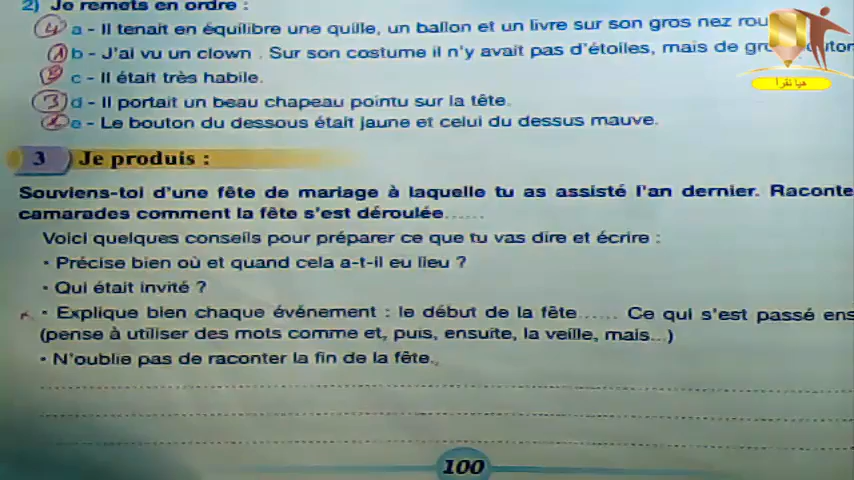 2) Je remets en ordre :
4 a - Il tenait en équilibre une quille, un ballon et un livre sur son gros nez
1 b - J'ai vu un clown . Sur son costume il n'y avait pas d'étoiles, mais de
c - Il était très habile.
3 d - Il portait un beau chapeau pointu sur la tête.
e - Le bouton du dessous était jaune et celui du dessus mauve.
هيا نقرأ
3 Je produis :
Souviens-toi d'une fête de mariage à laquelle tu as assisté l'an dernier. Raconte
camarades comment la fête s'est déroulée......
Voici quelques conseils pour préparer ce que tu vas dire et écrire :
• Précise bien où et quand cela a-t-il eu lieu ?
• Qui était invité ?
• Explique bien chaque événement : le début de la fête...... Ce qui s'est passé
(pense à utiliser des mots comme et, puis, ensuite, la veille, mais...)
• N'oublie pas de raconter la fin de la fête.
100